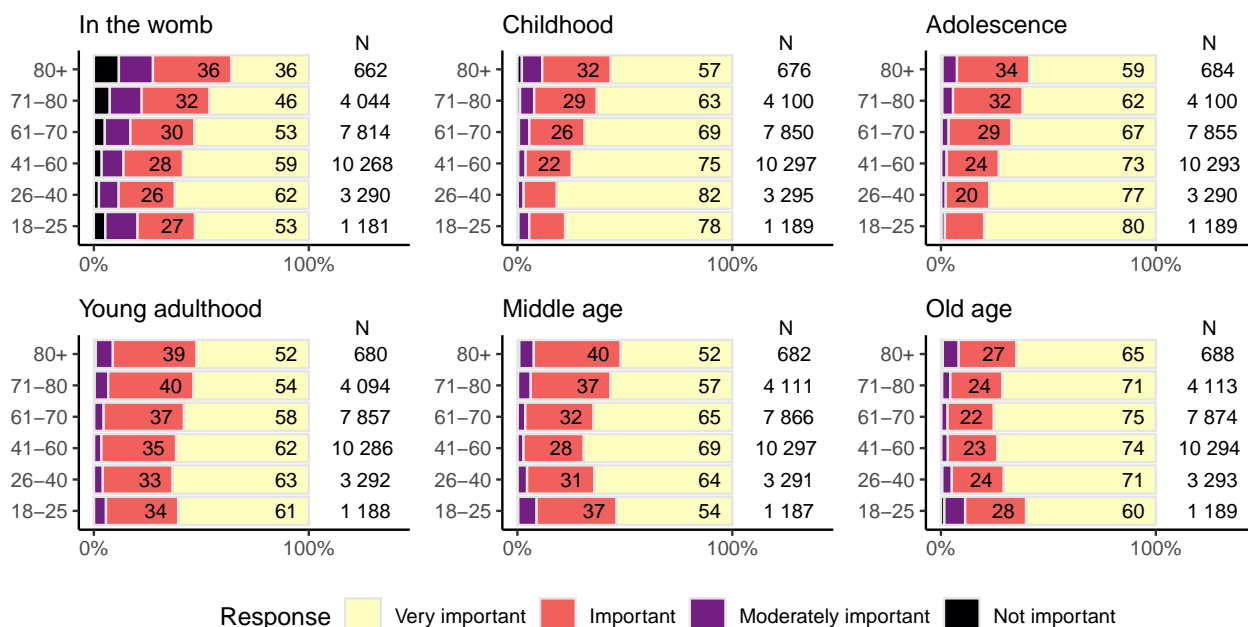 In the womb Childhood Adolescence
N N N
80+ 36 36 662 80+ 32 57 676 80+ 34 59 684
71–80 32 46 4 044 71–80 29 63 4 100 71–80 32 62 4 100
61–70 30 53 7 814 61–70 26 69 7 850 61–70 29 67 7 855
41–60 28 59 10 268 41–60 22 75 10 297 41–60 24 73 10 293
26–40 26 62 3 290 26–40 82 3 295 26–40 20 77 3 290
18–25 27 53 1 181 18–25 78 1 189 18–25 80 1 189
0% 100% 0% 100% 0% 100%
Young adulthood Middle age Old age
N N N
80+ 39 52 680 80+ 40 52 682 80+ 27 65 688
71–80 40 54 4 094 71–80 37 57 4 111 71–80 24 71 4 113
61–70 37 58 7 857 61–70 32 65 7 866 61–70 22 75 7 874
41–60 35 62 10 286 41–60 28 69 10 297 41–60 23 74 10 294
26–40 33 63 3 292 26–40 31 64 3 291 26–40 24 71 3 293
18–25 34 61 1 188 18–25 37 54 1 187 18–25 28 60 1 189
0% 100% 0% 100% 0% 100%
Response Very important Important Moderately important Not important